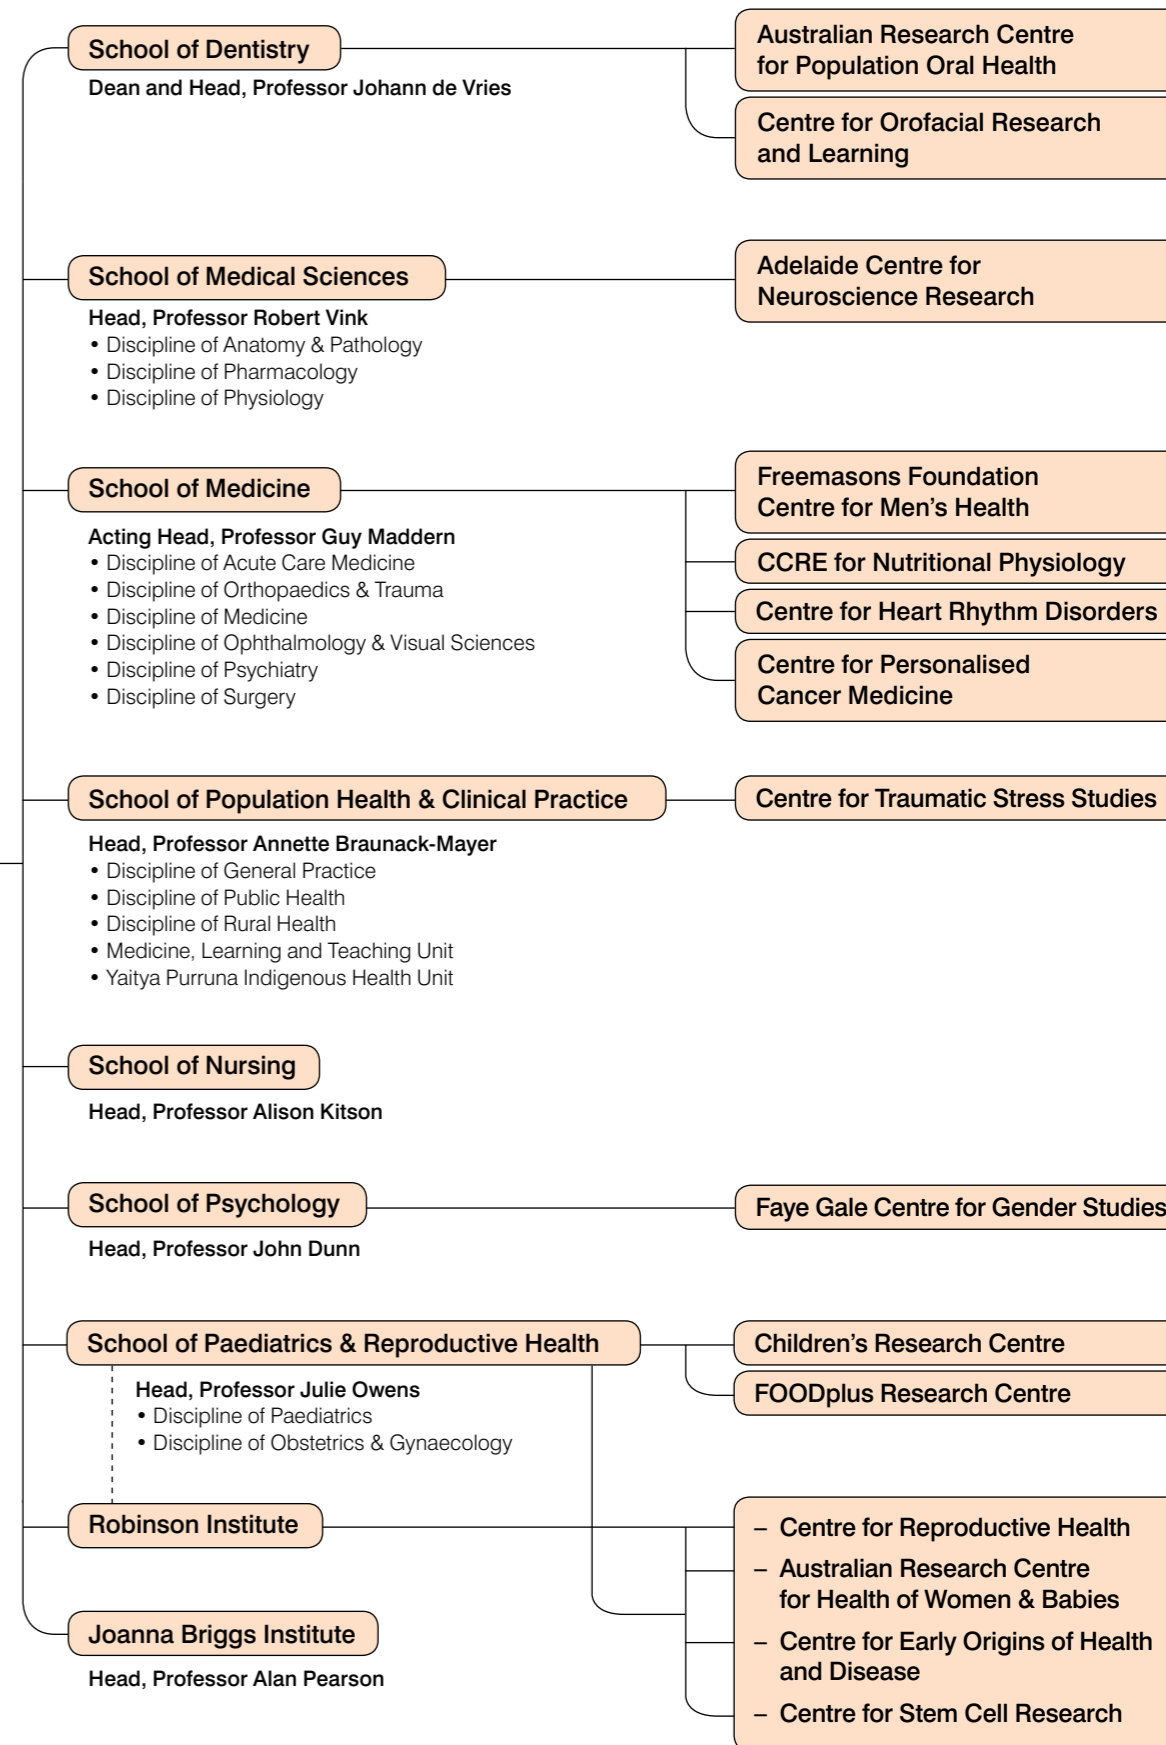 School of Dentistry
Dean and Head, Professor Johann de Vries
Australian Research Centre
for Population Oral Health
Centre for Orofacial Research
and Learning
School of Medical Sciences
Head, Professor Robert Vink
• Discipline of Anatomy & Pathology
• Discipline of Pharmacology
• Discipline of Physiology
Adelaide Centre for
Neuroscience Research
School of Medicine
Acting Head, Professor Guy Maddern
• Discipline of Acute Care Medicine
• Discipline of Orthopaedics & Trauma
• Discipline of Medicine
• Discipline of Ophthalmology & Visual Sciences
• Discipline of Psychiatry
• Discipline of Surgery
Freemasons Foundation
Centre for Men’s Health
CCRE for Nutritional Physiology
Centre for Heart Rhythm Disorders
Centre for Personalised
Cancer Medicine
School of Population Health & Clinical Practice
Head, Professor Annette Braunack-Mayer
• Discipline of General Practice
• Discipline of Public Health
• Discipline of Rural Health
• Medicine, Learning and Teaching Unit
• Yaitya Purruna Indigenous Health Unit
Centre for Traumatic Stress Studies
School of Nursing
Head, Professor Alison Kitson
School of Psychology
Head, Professor John Dunn
Faye Gale Centre for Gender Studies
School of Paediatrics & Reproductive Health
Head, Professor Julie Owens
• Discipline of Paediatrics
• Discipline of Obstetrics & Gynaecology
Children’s Research Centre
FOODplus Research Centre
Robinson Institute
– Centre for Reproductive Health
– Australian Research Centre
for Health of Women & Babies
– Centre for Early Origins of Health
and Disease
– Centre for Stem Cell Research
Joanna Briggs Institute
Head, Professor Alan Pearson